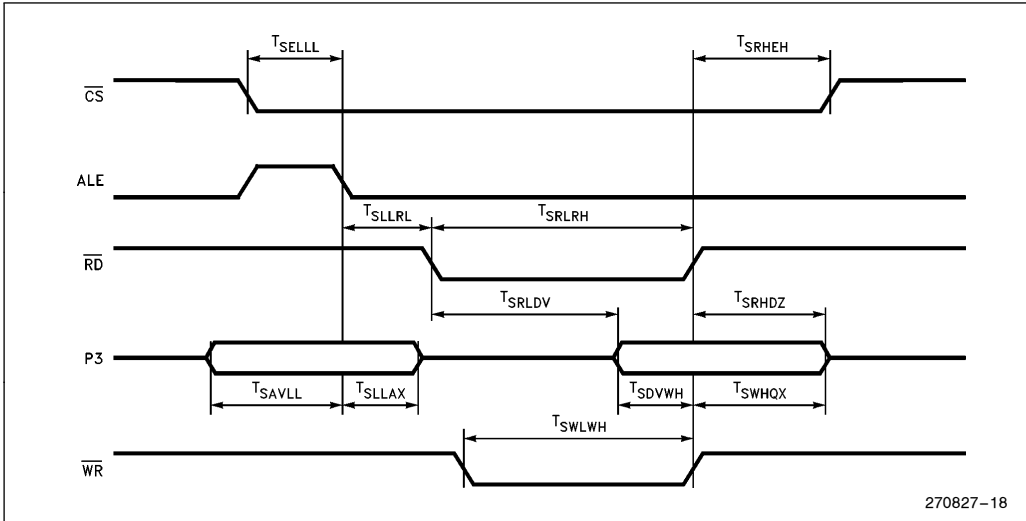 TSELLL
TSRHEH
CS
ALE
TSLLRL
TSRLRH
RD
TSRLDV
TSRHDZ
P3
TSAVLL
TSLLAX
TSDVWH
TSWHQX
TSWLWH
WR
270827-18